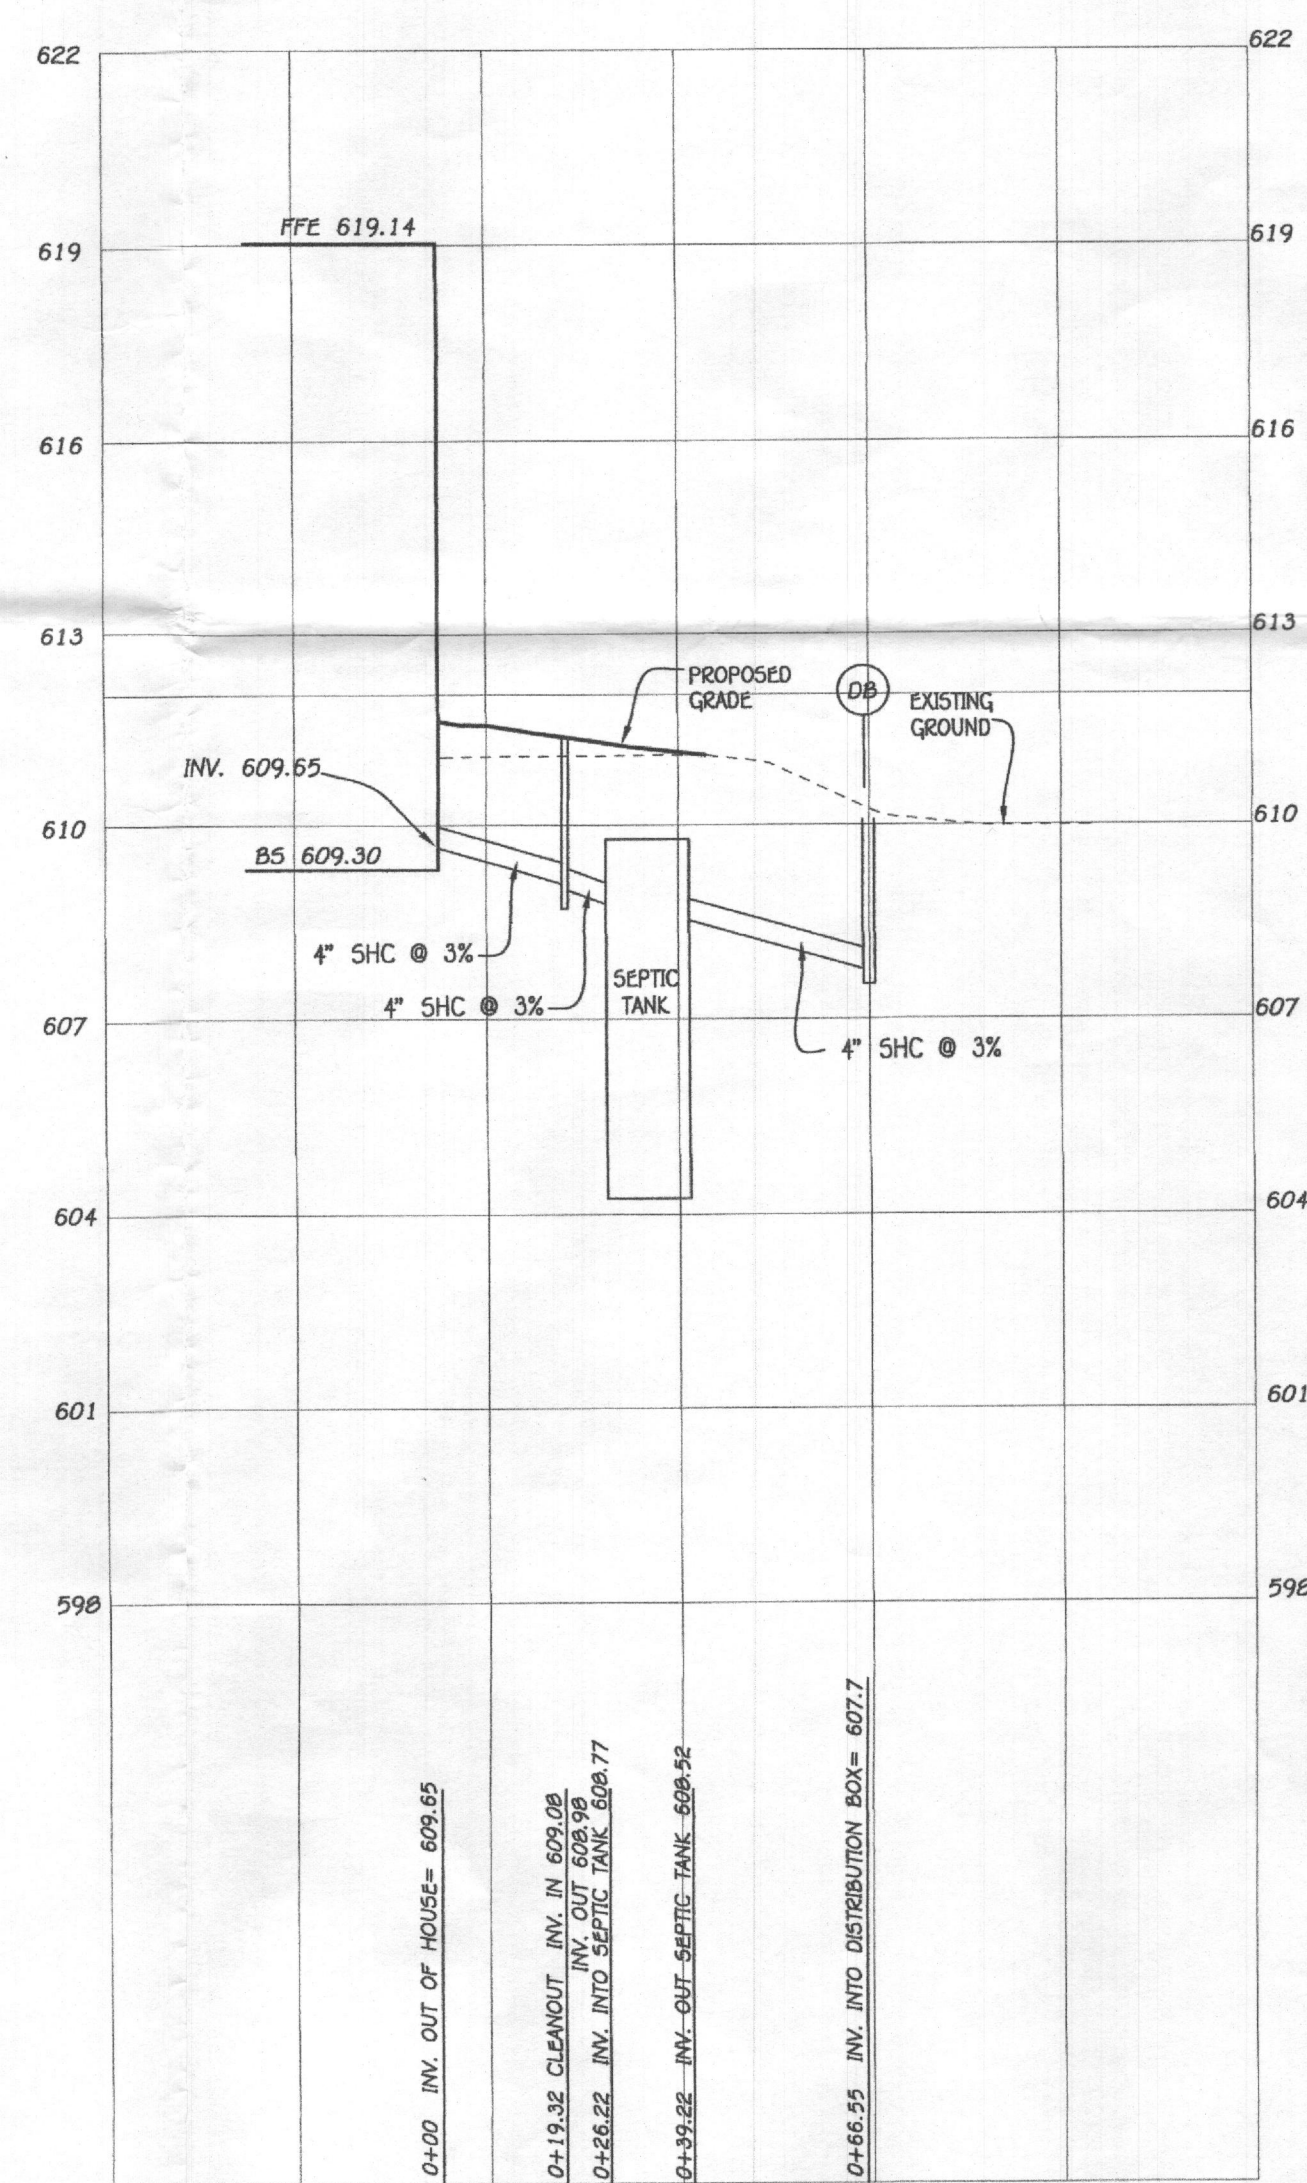 622
622
FFE 619.14
619
619
616
616
613
613
PROPOSED
GRADE
DB
EXISTING
GROUND
INV. 609.65
610
610
BS 609.30
4" SHC @ 3%
SEPTIC
TANK
4" SHC @ 3%
607
607
4" SHC @ 3%
604
604
601
601
598
598
0+00 INV. OUT OF HOUSE= 609.65
0+19.32 CLEANOUT INV. IN 609.08
INV. OUT 608.98
0+26.22 INV. INTO SEPTIC TANK 608.77
0+39.22 INV. OUT SEPTIC TANK 608.52
0+66.55 INV. INTO DISTRIBUTION BOX= 607.7